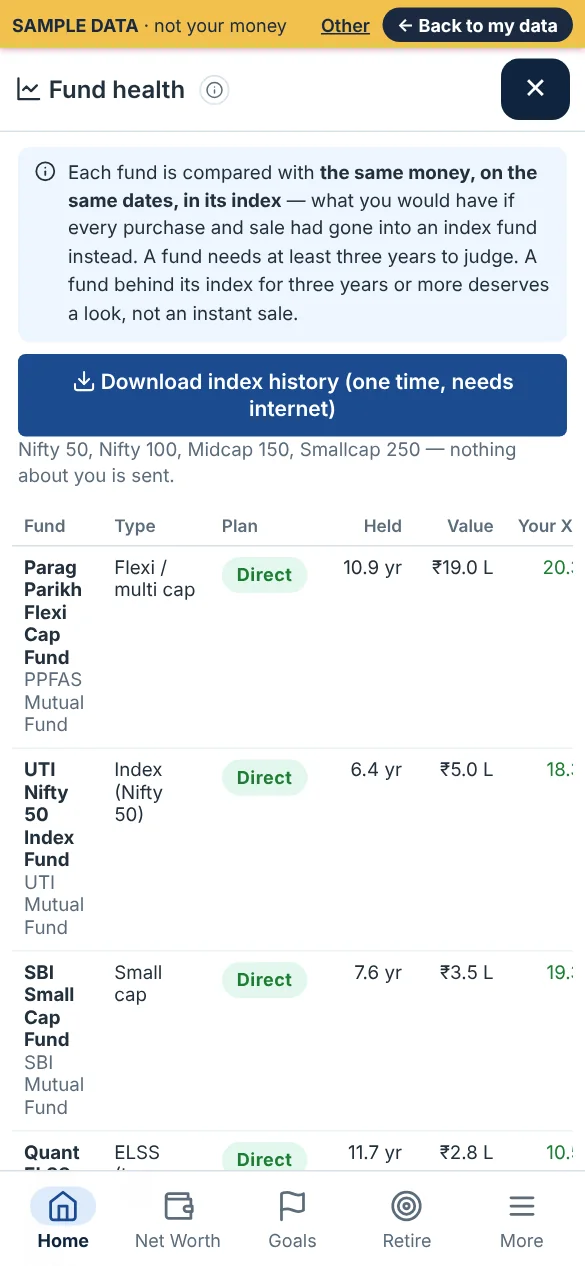 SAMPLE DATA · not your money Other ← Back to my data
Fund health
Each fund is compared with the same money, on the
same dates, in its index — what you would have if
every purchase and sale had gone into an index fund
instead. A fund needs at least three years to judge. A
fund behind its index for three years or more deserves
a look, not an instant sale.
Download index history (one time, needs
internet)
Nifty 50, Nifty 100, Midcap 150, Smallcap 250 — nothing
about you is sent.
Fund Type Plan Held Value Your X
Parag Flexi / Direct 10.9 yr ₹19.0 L 20.
Parikh multi cap
Flexi
Cap
Fund
PPFAS
Mutual
Fund
UTI Index Direct 6.4 yr ₹5.0 L 18.
Nifty (Nifty
50 50)
Index
Fund
UTI
Mutual
Fund
SBI Small Direct 7.6 yr ₹3.5 L 19.
Small cap
Cap
Fund
SBI
Mutual
Fund
Quant ELSS Direct 11.7 yr ₹2.8 L 10.
Home Net Worth Goals Retire More